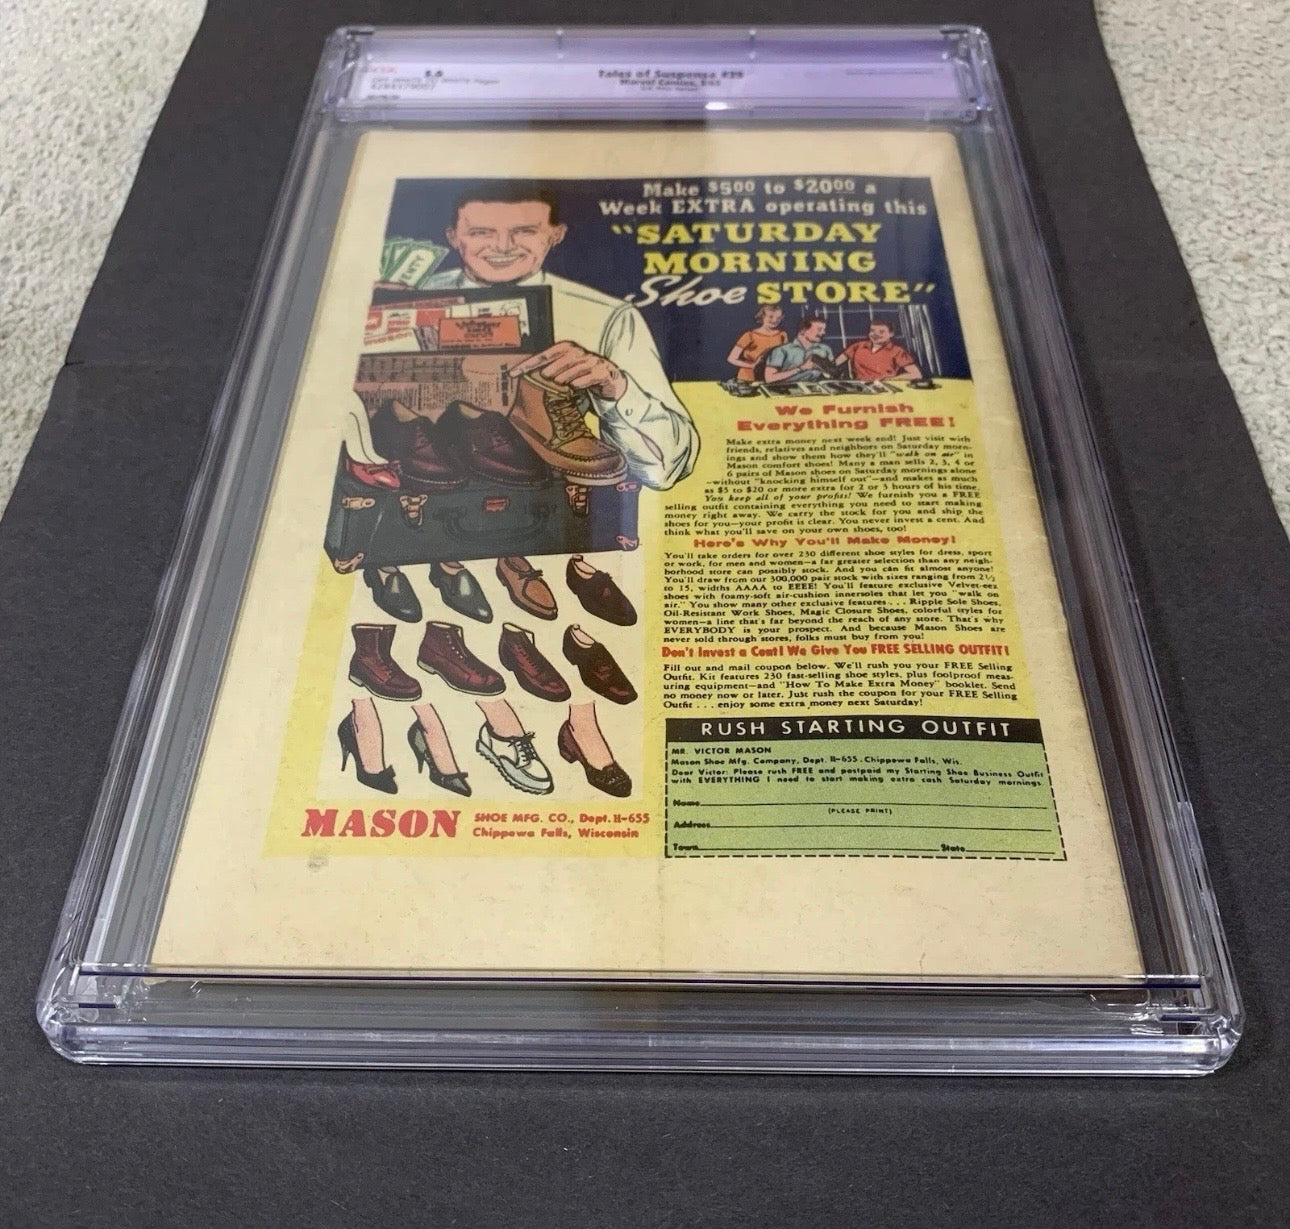 Tales of Suspense #39
Marvel Comics, 3/63
OFF-WHITE TO WHITE Pages
Make $5.00 to $20.00 a
Week EXTRA operating this
"SATURDAY
MORNING
Shoe STORE"
We Furnish
Everything FREE!
Make extra money next week end! Just visit with
friends, relatives and neighbors on Saturday morn-
ings and show them how they'll "walk on air" in
Mason comfort shoes! Many a man sells 2, 3, 4 or
6 pairs of Mason shoes on Saturday mornings alone
—without "knocking himself out"—and makes as much
as $5 to $20 or more extra for 2 or 3 hours of his time.
You keep all of your profits! We furnish you a FREE
selling outfit containing everything you need to start making
money right away. We carry the stock for you and ship the
shoes for you—your profit is clear. You never invest a cent. And
think what you'll save on your own shoes, too!
Here's Why You'll Make Money!
You'll take orders for over 230 different shoe styles for dress, sport
or work, for men and women—a far greater selection than any neigh-
borhood store can possibly stock. And you can fit almost anyone!
You'll draw from our 300,000 pair stock with sizes ranging from 2½
to 15, widths AAAA to EEEE! You'll feature exclusive Velvet-eez
shoes with foamy-soft air-cushion innersoles that let you "walk on
air." You show many other exclusive features . . . Ripple Sole Shoes,
Oil-Resistant Work Shoes, Magic Closure Shoes, colorful styles for
women—a line that's far beyond the reach of any store. That's why
EVERYBODY is your prospect. And because Mason Shoes are
never sold through stores, folks must buy from you!
Don't Invest a Cent! We Give You FREE SELLING OUTFIT!
Fill out and mail coupon below. We'll rush you your FREE Selling
Outfit. Kit features 230 fast-selling shoe styles, plus foolproof meas-
uring equipment—and "How To Make Extra Money" booklet. Send
no money now or later. Just rush the coupon for your FREE Selling
Outfit . . . enjoy some extra money next Saturday!
RUSH STARTING OUTFIT
MR. VICTOR MASON
Mason Shoe Mfg. Company, Dept. H-655, Chippewa Falls, Wis.
Dear Victor: Please rush FREE and postpaid my Starting Shoe Business Outfit
with EVERYTHING I need to start making extra cash Saturday mornings.
Name
(PLEASE PRINT)
Address
Town State
MASON
SHOE MFG. CO., Dept. H-655
Chippewa Falls, Wisconsin